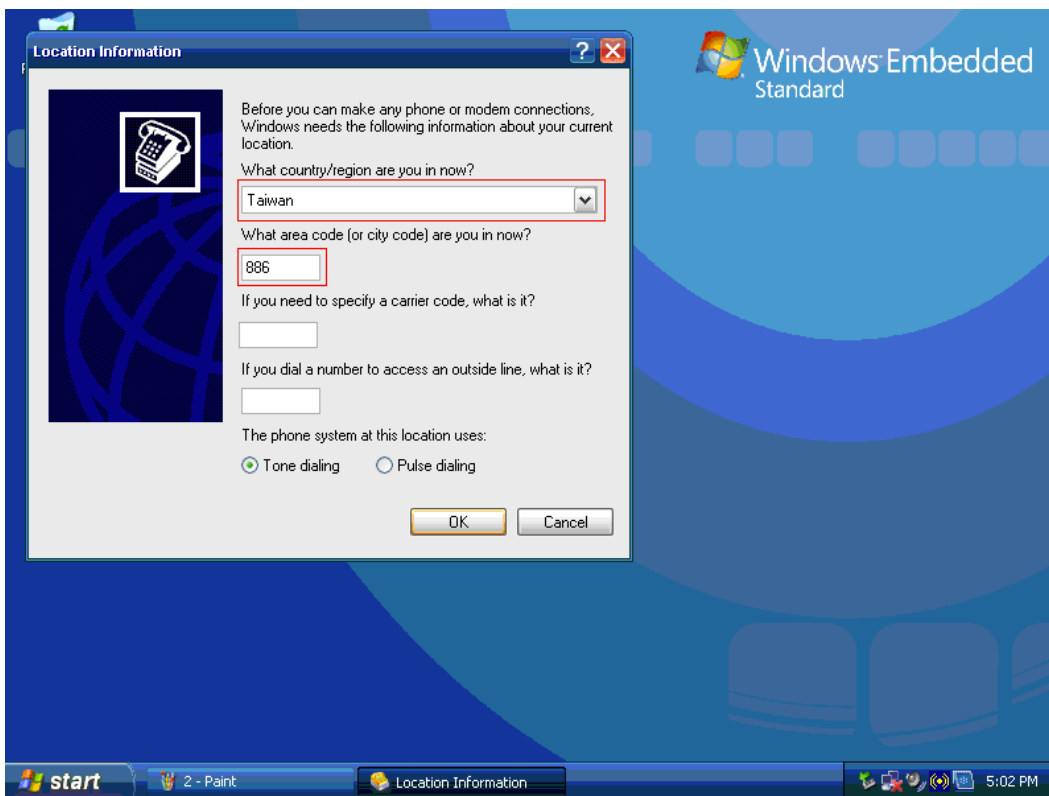 Location Information
Windows Embedded
Standard
Before you can make any phone or modem connections,
Windows needs the following information about your current
location.
What country/region are you in now?
Taiwan
What area code (or city code) are you in now?
886
If you need to specify a carrier code, what is it?
If you dial a number to access an outside line, what is it?
The phone system at this location uses:
Tone dialing
Pulse dialing
OK
Cancel
start
2 - Paint
Location Information
5:02 PM